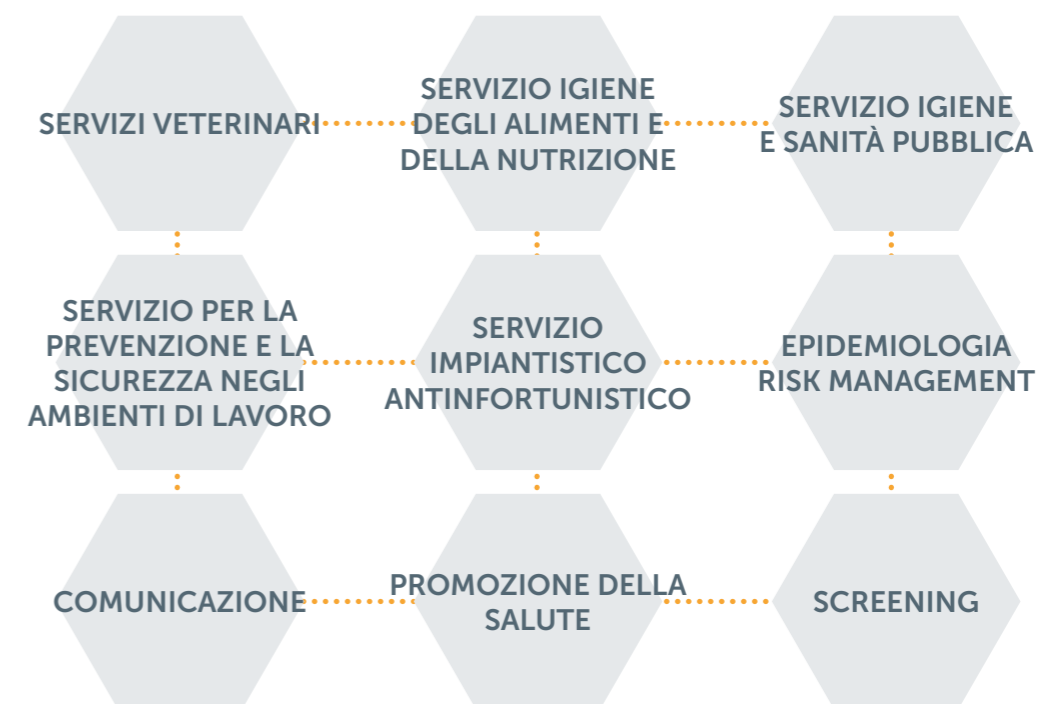 SERVIZI VETERINARI
SERVIZIO IGIENE
DEGLI ALIMENTI E
DELLA NUTRIZIONE
SERVIZIO IGIENE
E SANITÀ PUBBLICA
SERVIZIO PER LA
PREVENZIONE E LA
SICUREZZA NEGLI
AMBIENTI DI LAVORO
SERVIZIO
IMPIANTISTICO
ANTINFORTUNISTICO
EPIDEMIOLOGIA
RISK MANAGEMENT
COMUNICAZIONE
PROMOZIONE DELLA
SALUTE
SCREENING